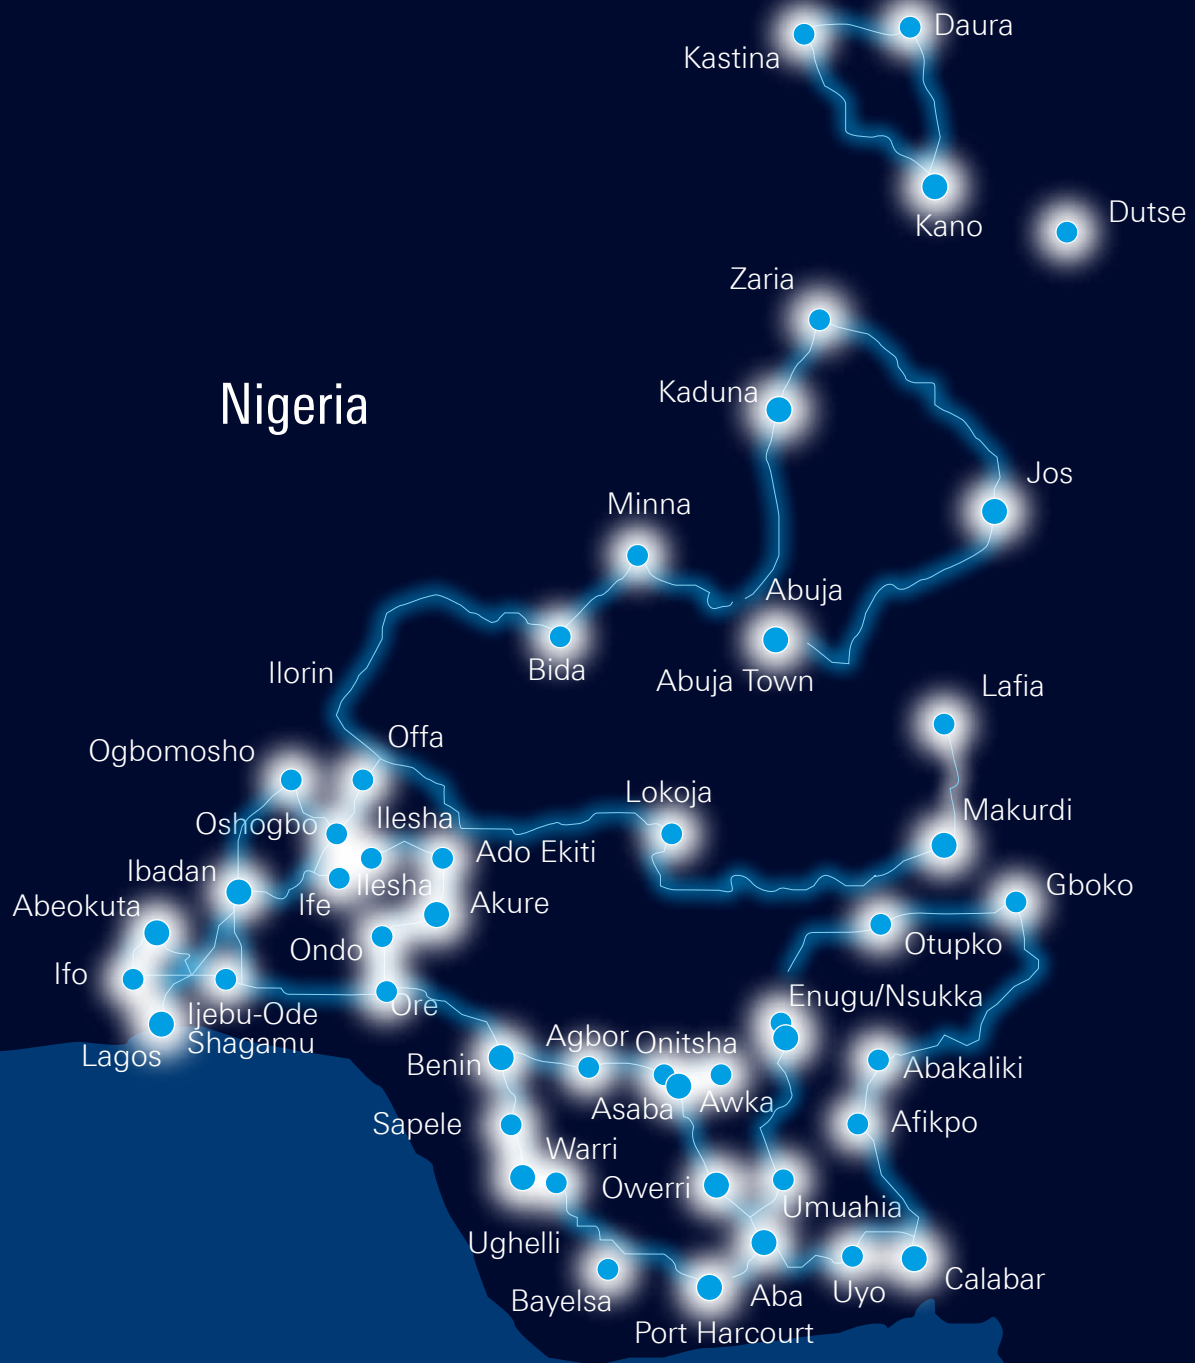 Daura
Kastina
Dutse
Kano
Zaria
Kaduna
Nigeria
Jos
Minna
Abuja
Bida
Ilorin
Abuja Town
Lafia
Offa
Ogbomosho
Lokoja
Makurdi
Ilesha
Oshogbo
Ado Ekiti
Ibadan
Ilesha
Gboko
Ife
Akure
Abeokuta
Otupko
Ondo
Ifo
Enugu/Nsukka
Ore
Ijebu-Ode
Shagamu
Lagos
Agbor
Onitsha
Benin
Abakaliki
Awka
Asaba
Sapele
Afikpo
Warri
Owerri
Umuahia
Ughelli
Calabar
Uyo
Aba
Bayelsa
Port Harcourt